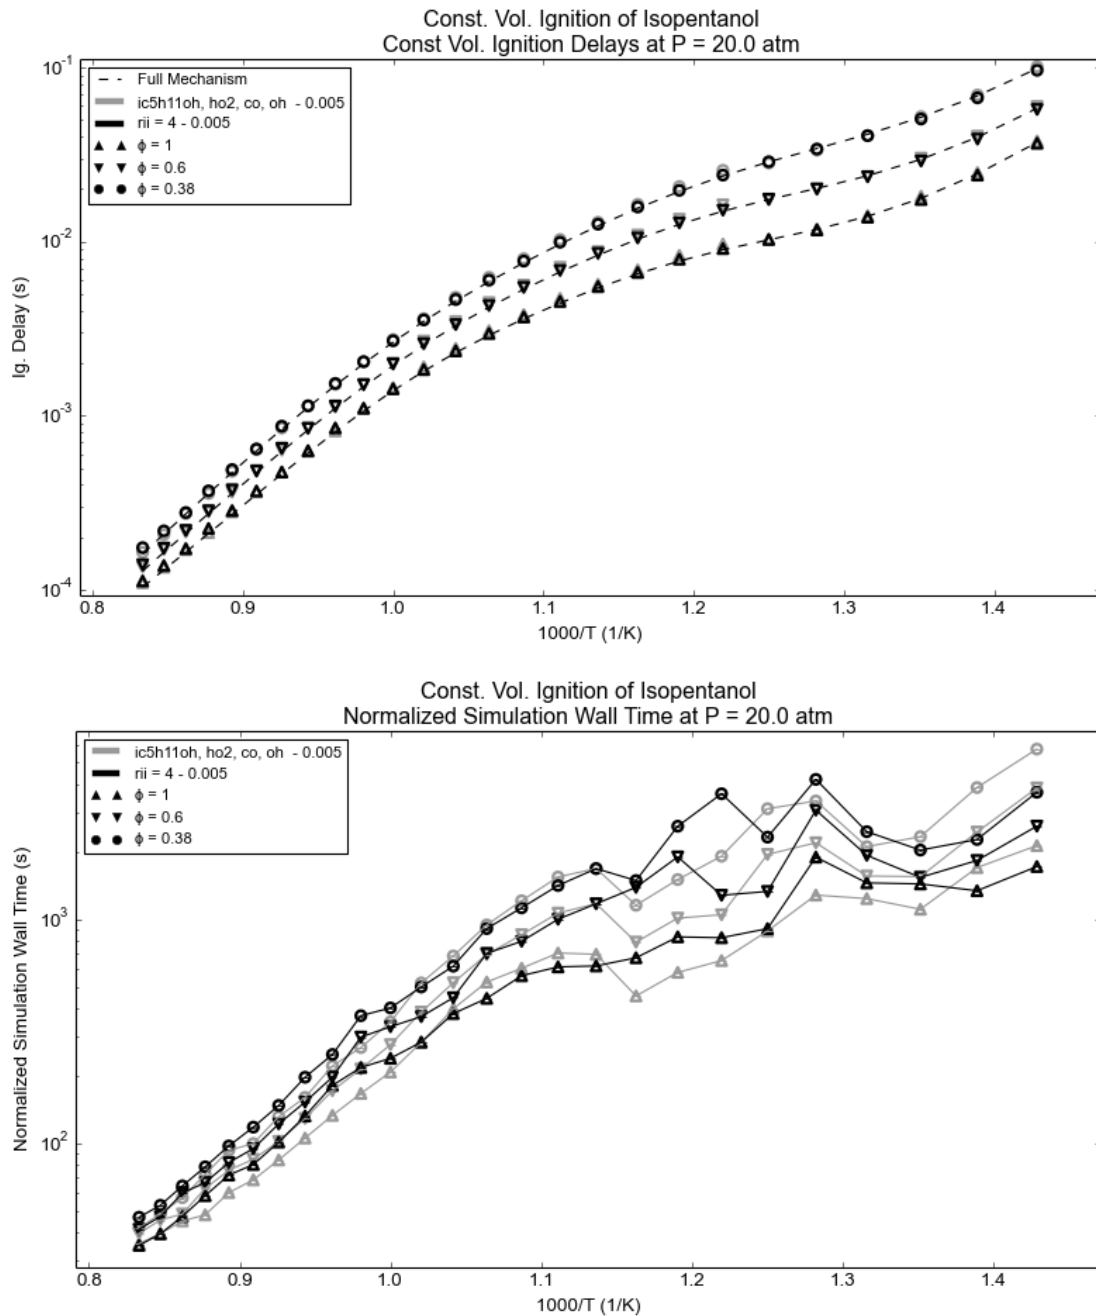 Const. Vol. Ignition of Isopentanol
Const Vol. Ignition Delays at P = 20.0 atm
10⁻¹
Full Mechanism
ic5h11oh, ho2, co, oh - 0.005
rii = 4 - 0.005
ϕ = 1
ϕ = 0.6
ϕ = 0.38
10⁻²
Ig. Delay (s)
10⁻³
10⁻⁴
0.8 0.9 1.0 1.1 1.2 1.3 1.4
1000/T (1/K)
Const. Vol. Ignition of Isopentanol
Normalized Simulation Wall Time at P = 20.0 atm
ic5h11oh, ho2, co, oh - 0.005
rii = 4 - 0.005
ϕ = 1
ϕ = 0.6
ϕ = 0.38
Normalized Simulation Wall Time (s)
10³
10²
0.8 0.9 1.0 1.1 1.2 1.3 1.4
1000/T (1/K)